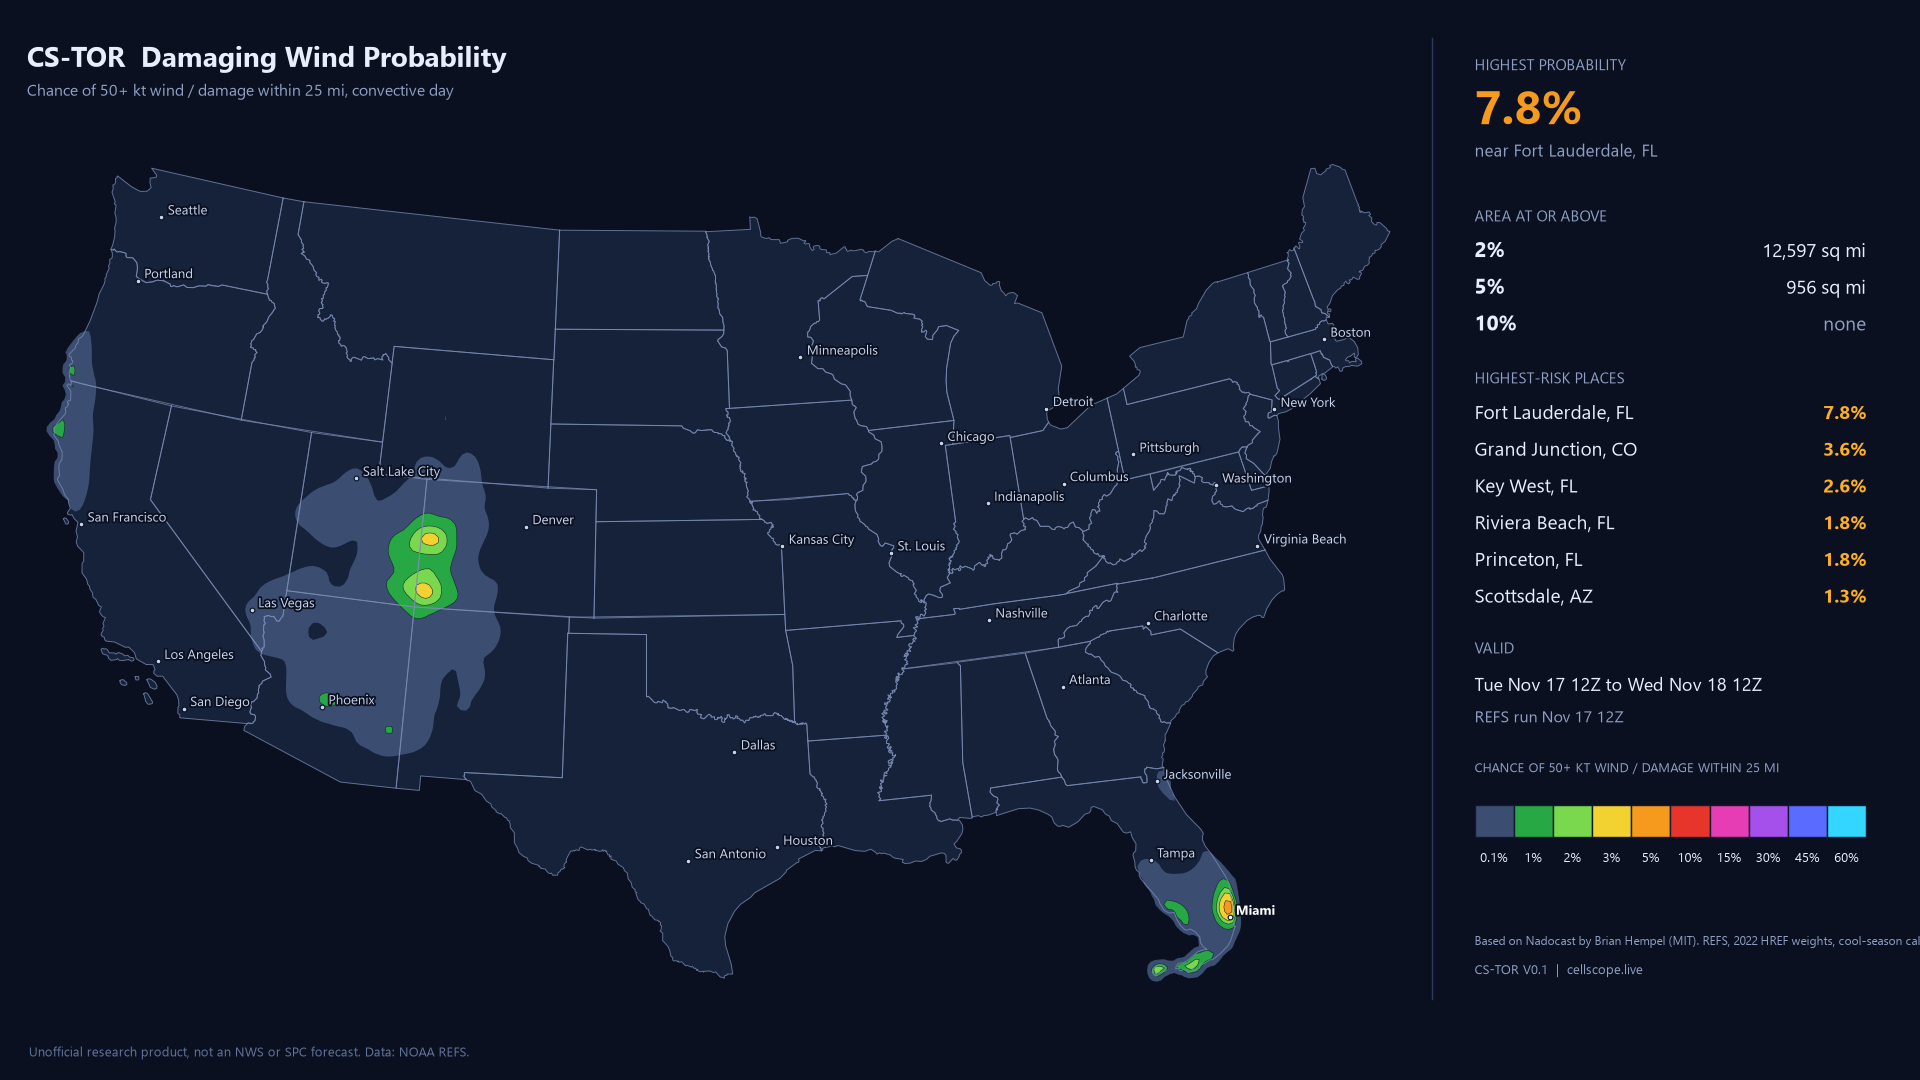 CS-TOR Damaging Wind Probability
Chance of 50+ kt wind / damage within 25 mi, convective day
Seattle
Portland
Minneapolis
Boston
Detroit
New York
Chicago
Pittsburgh
Salt Lake City
Columbus
Washington
Indianapolis
San Francisco
Denver
Kansas City
St. Louis
Virginia Beach
Las Vegas
Nashville
Charlotte
Los Angeles
Atlanta
San Diego
Phoenix
Dallas
Jacksonville
Houston
San Antonio
Tampa
Miami
Unofficial research product, not an NWS or SPC forecast. Data: NOAA REFS.
HIGHEST PROBABILITY
7.8%
near Fort Lauderdale, FL
AREA AT OR ABOVE
2% 12,597 sq mi
5% 956 sq mi
10% none
HIGHEST-RISK PLACES
Fort Lauderdale, FL 7.8%
Grand Junction, CO 3.6%
Key West, FL 2.6%
Riviera Beach, FL 1.8%
Princeton, FL 1.8%
Scottsdale, AZ 1.3%
VALID
Tue Nov 17 12Z to Wed Nov 18 12Z
REFS run Nov 17 12Z
CHANCE OF 50+ KT WIND / DAMAGE WITHIN 25 MI
0.1% 1% 2% 3% 5% 10% 15% 30% 45% 60%
Based on Nadocast by Brian Hempel (MIT). REFS, 2022 HREF weights, cool-season cal
CS-TOR V0.1 | cellscope.live